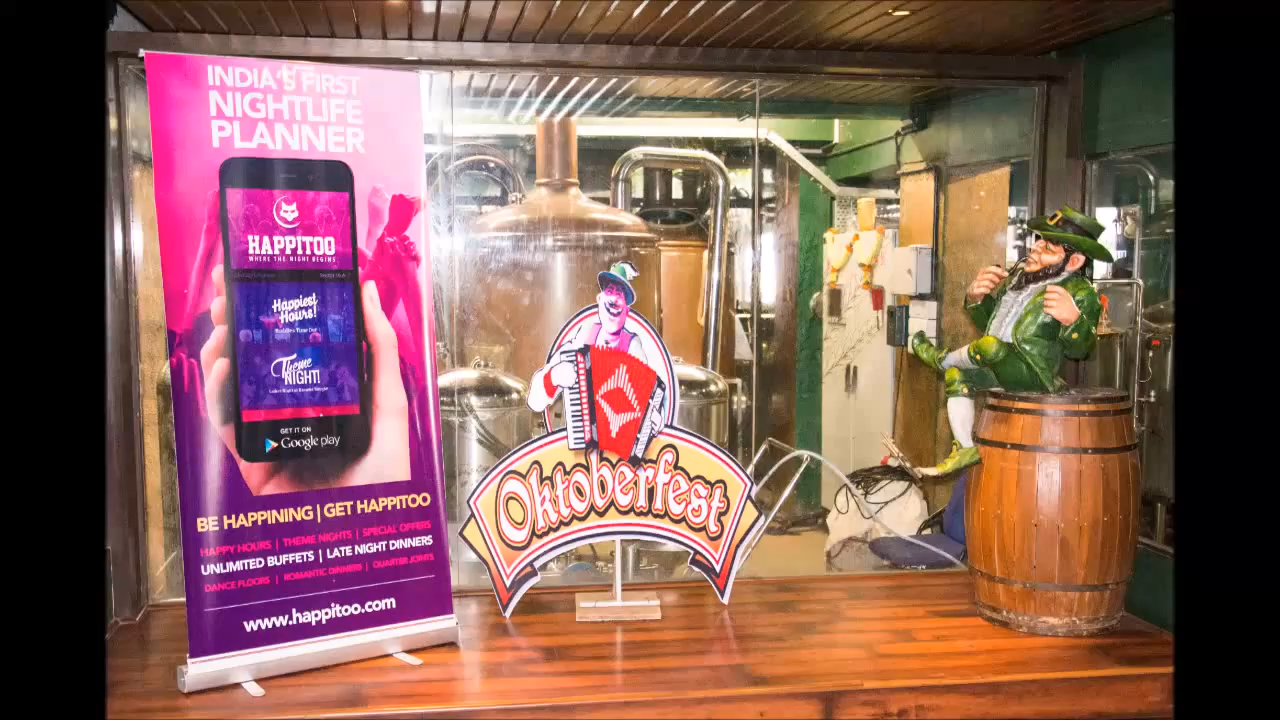 INDIA'S FIRST
NIGHTLIFE
PLANNER
HAPPITOO
WHERE THE NIGHT BEGINS
Happiest
Hours!
Theme
NIGHT!
GET IT ON
Google play
BE HAPPINING | GET HAPPITOO
HAPPY HOURS | THEME NIGHTS | SPECIAL OFFERS
UNLIMITED BUFFETS | LATE NIGHT DINNERS
DANCE FLOORS | ROMANTIC DINNERS | QUARTER JOINTS
www.happitoo.com
Oktoberfest